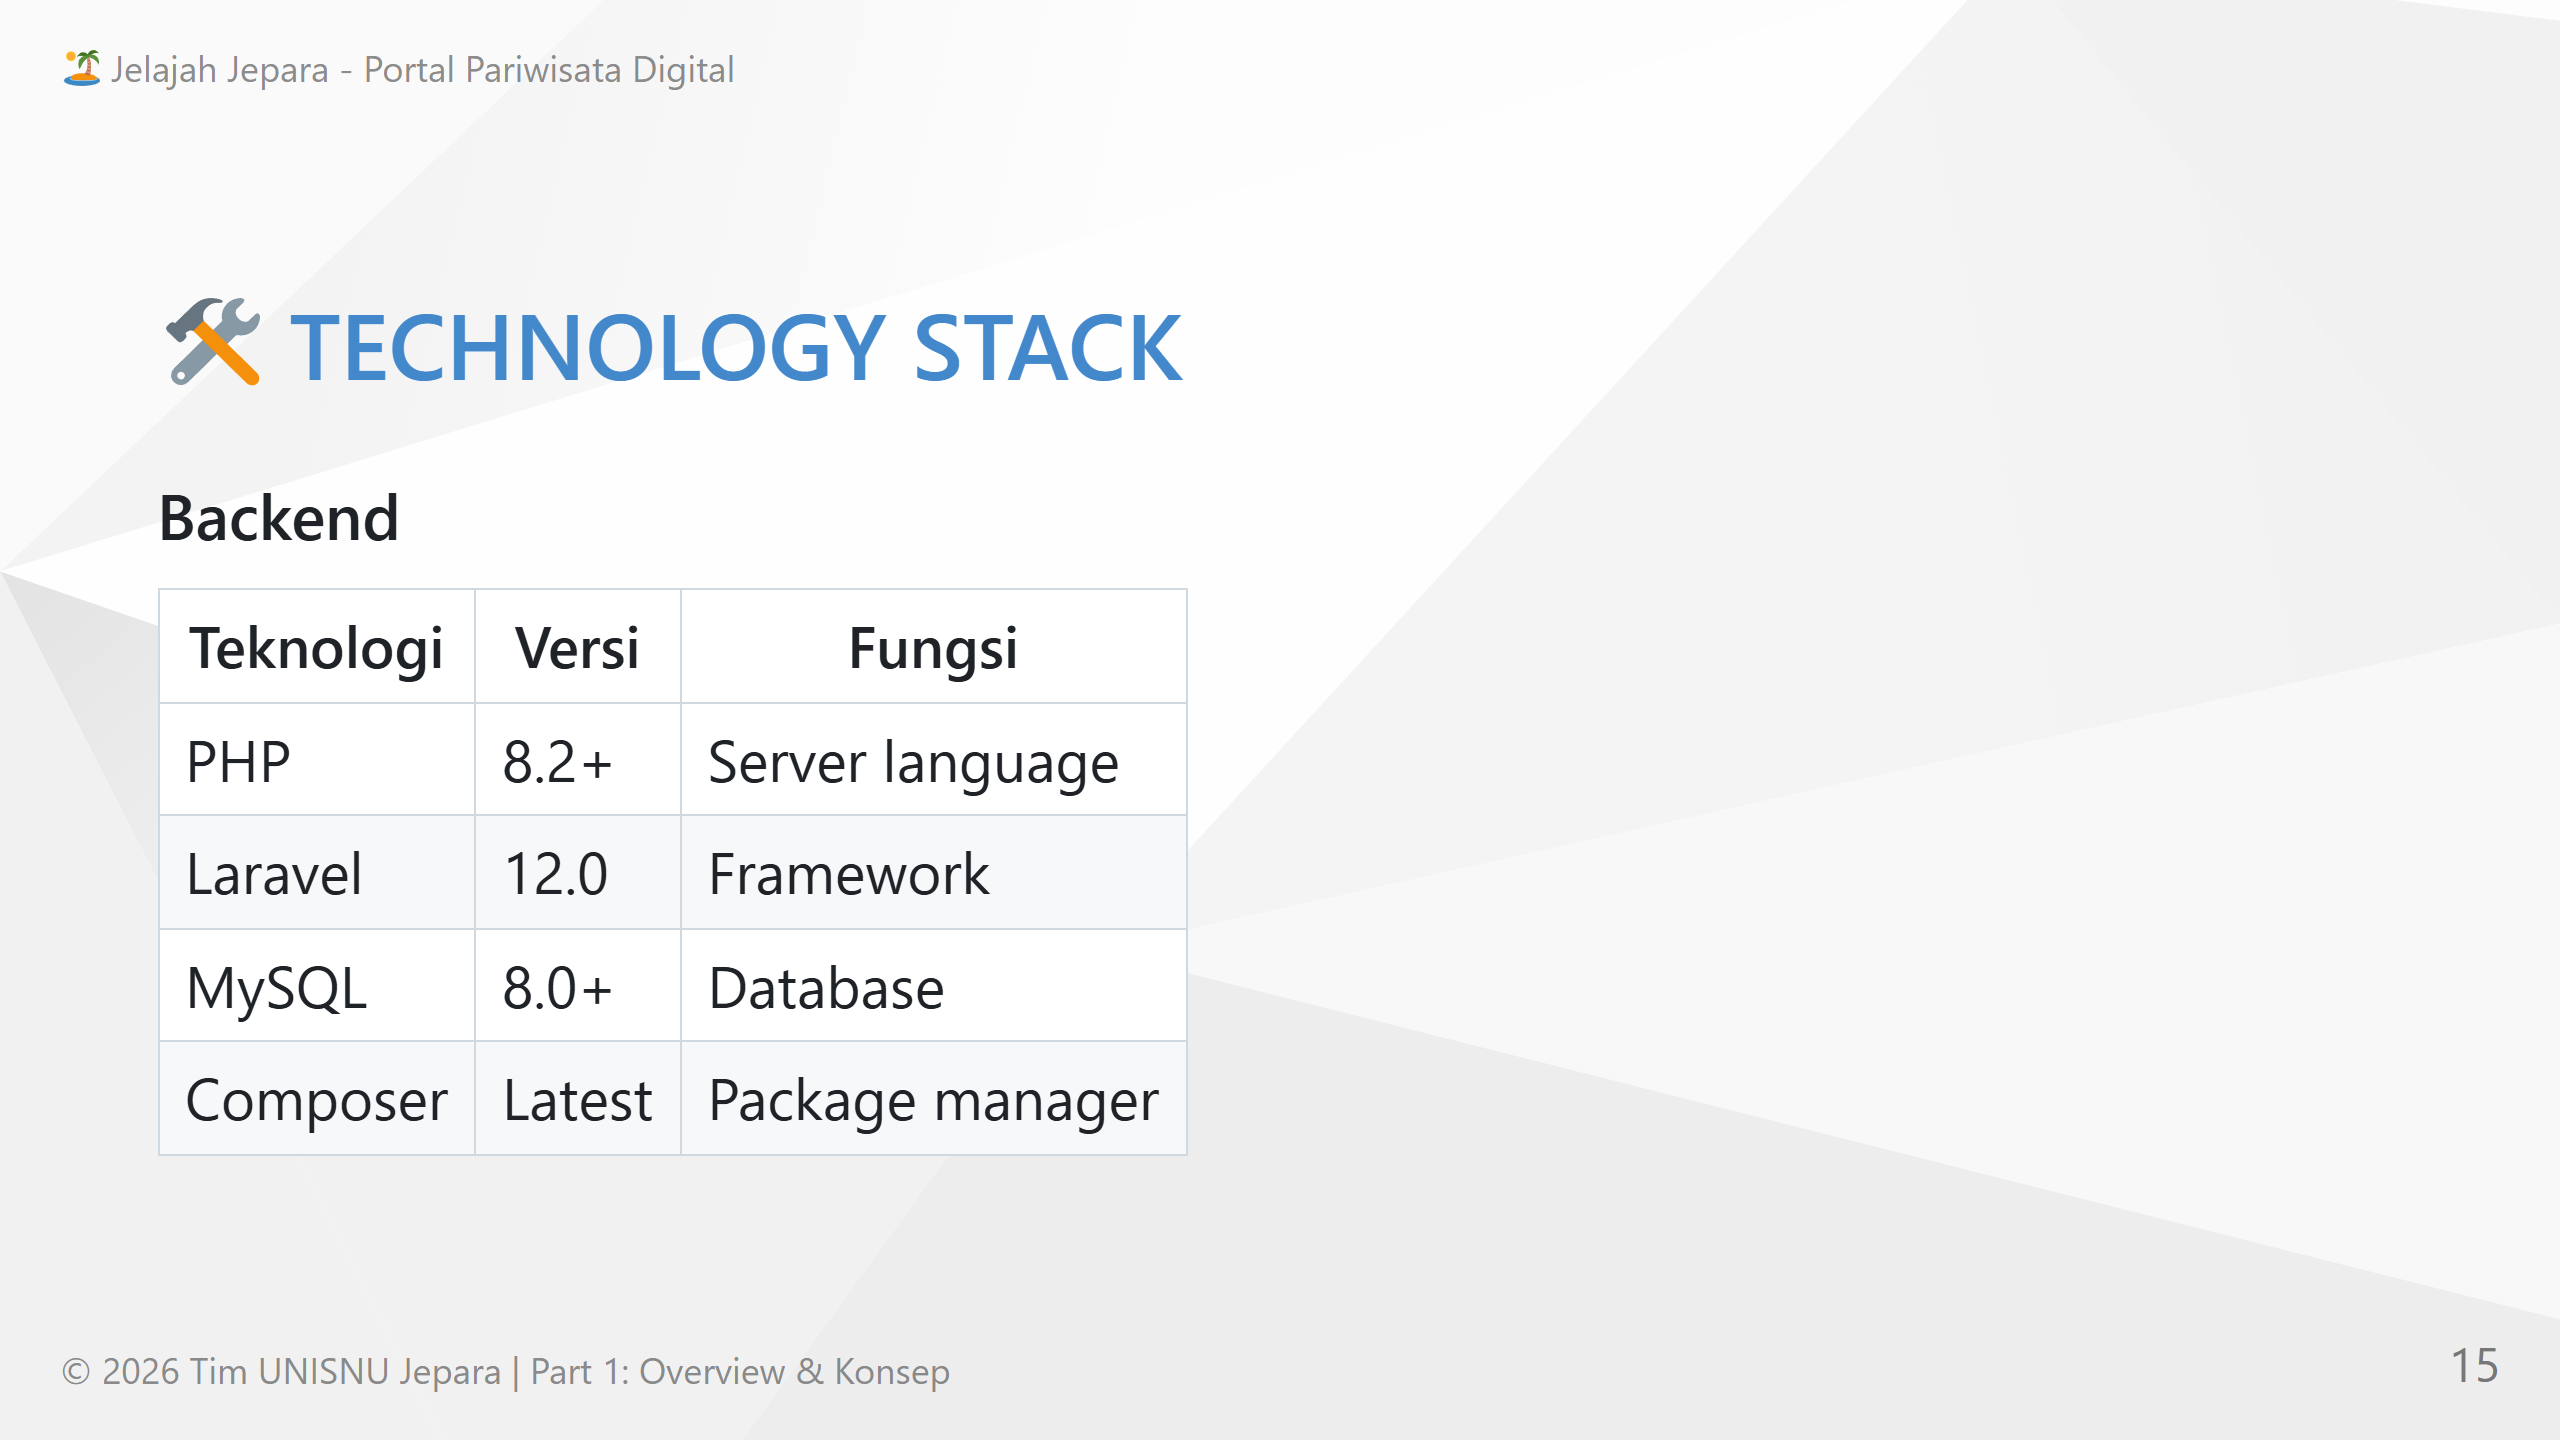 Jelajah Jepara - Portal Pariwisata Digital
TECHNOLOGY STACK
Backend
Teknologi Versi Fungsi
PHP 8.2+ Server language
Laravel 12.0 Framework
MySQL 8.0+ Database
Composer Latest Package manager
© 2026 Tim UNISNU Jepara | Part 1: Overview & Konsep
15